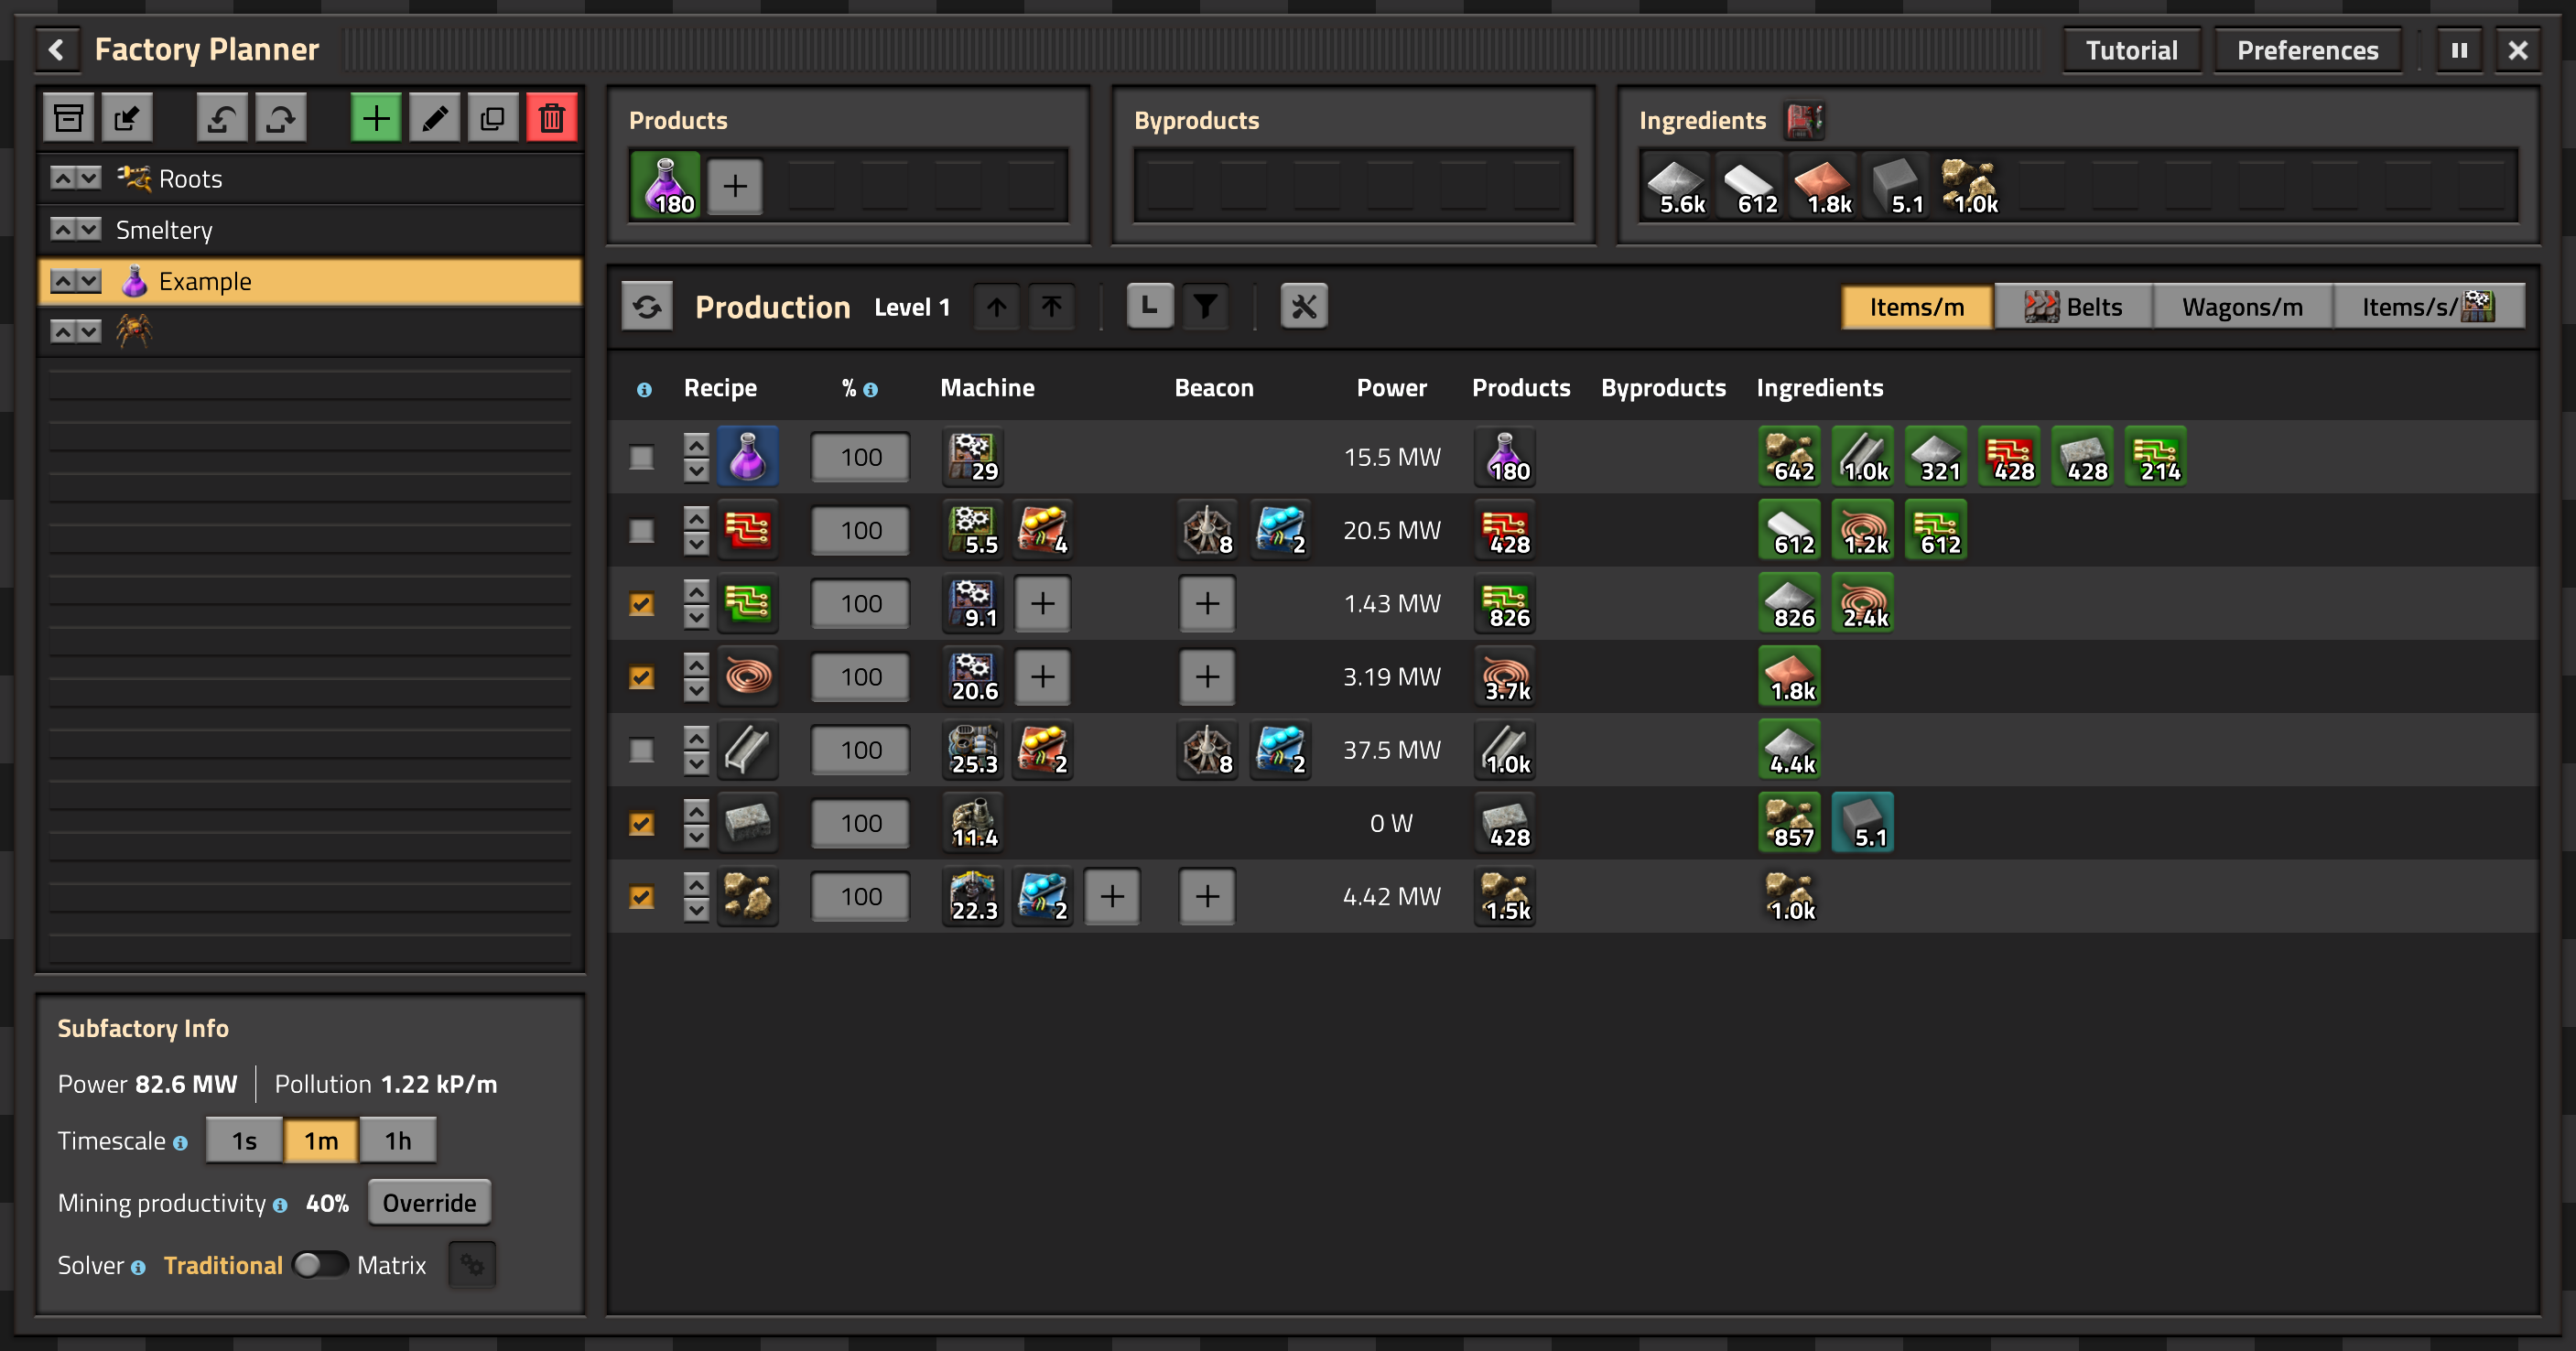 Factory Planner Tutorial Preferences
Roots
Smeltery
Example
Products
180
Byproducts
Ingredients
5.6k 612 1.8k 5.1 1.0k
Production Level 1 L Items/m Belts Wagons/m Items/s/
Recipe % Machine Beacon Power Products Byproducts Ingredients
100 29 15.5 MW 180 642 1.0k 321 428 428 214
100 5.5 4 8 2 20.5 MW 428 612 1.2k 612
100 9.1 1.43 MW 826 826 2.4k
100 20.6 3.19 MW 3.7k 1.8k
100 25.3 2 8 2 37.5 MW 1.0k 4.4k
100 11.4 0 W 428 857 5.1
100 22.3 2 4.42 MW 1.5k 1.0k
Subfactory Info
Power 82.6 MW Pollution 1.22 kP/m
Timescale 1s 1m 1h
Mining productivity 40% Override
Solver Traditional Matrix